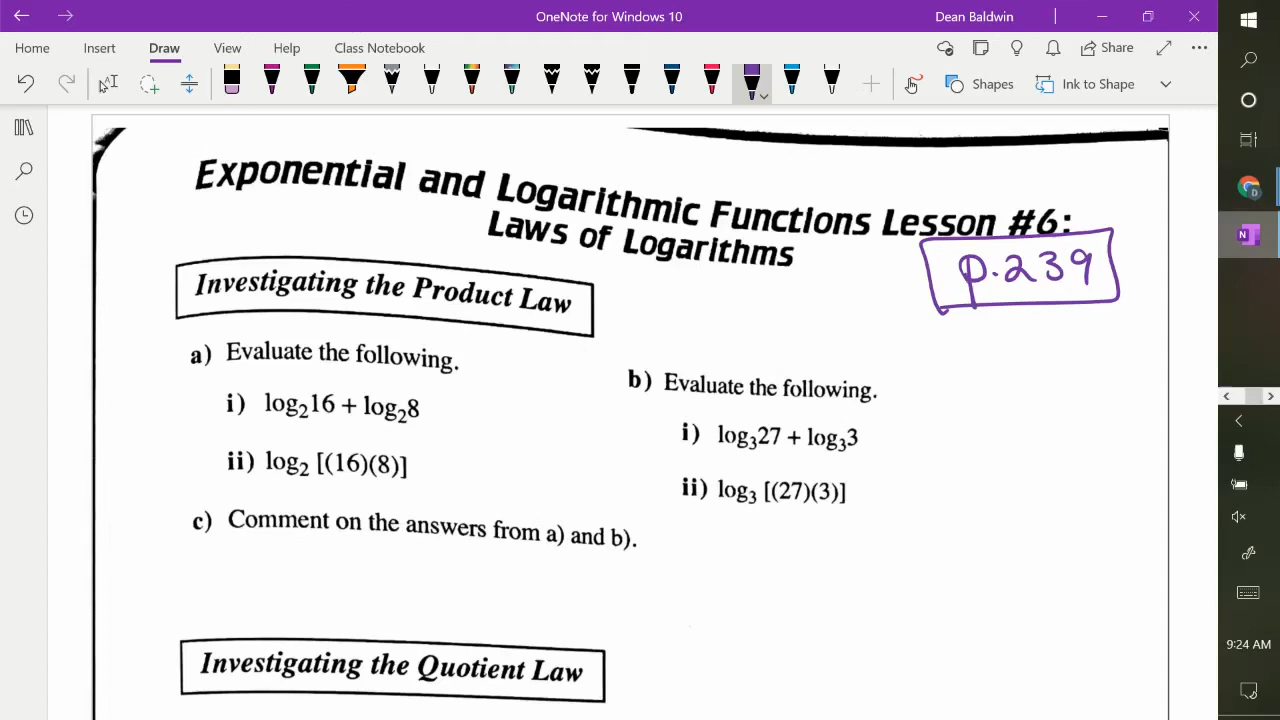 OneNote for Windows 10
Dean Baldwin
Home Insert Draw View Help Class Notebook
Share
Shapes
Ink to Shape
Exponential and Logarithmic Functions Lesson #6:
Laws of Logarithms
p.239
Investigating the Product Law
a) Evaluate the following.
i) log₂16 + log₂8
ii) log₂ [(16)(8)]
b) Evaluate the following.
i) log₃27 + log₃3
ii) log₃ [(27)(3)]
c) Comment on the answers from a) and b).
Investigating the Quotient Law
D
N
9:24 AM